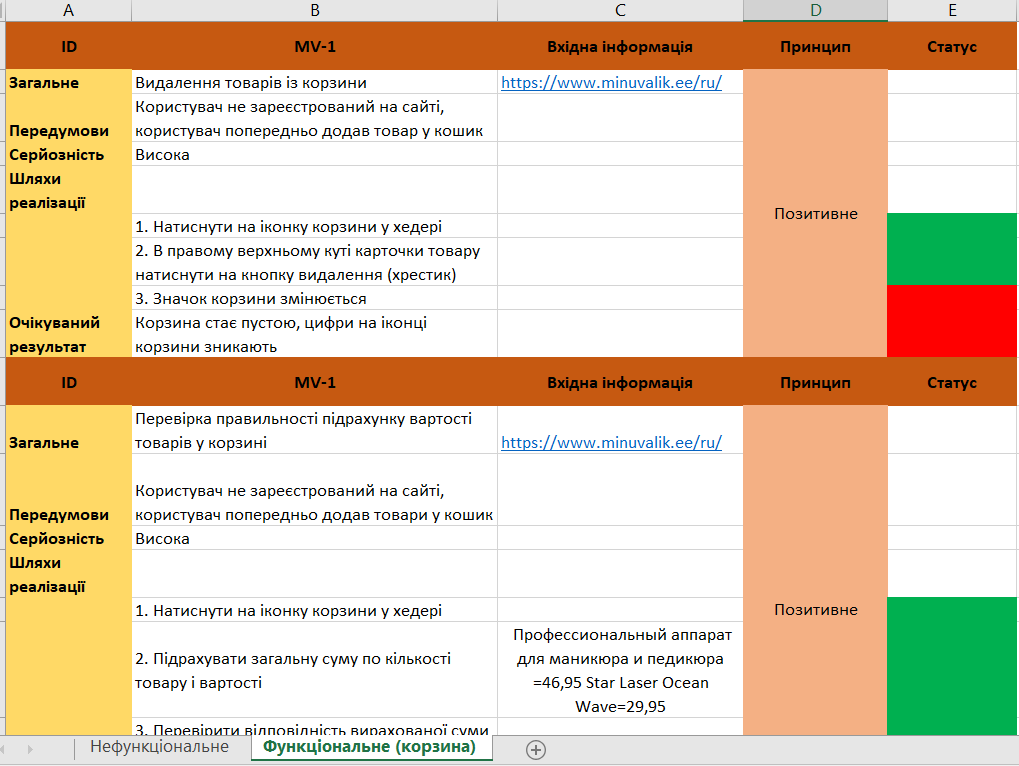 A B C D E
ID MV-1 Вхідна інформація Принцип Статус
Загальне Видалення товарів із корзини https://www.minuvalik.ee/ru/
Користувач не зареєстрований на сайті,
Передумови користувач попередньо додав товар у кошик
Серйозність Висока
Шляхи
реалізації
Позитивне
1. Натиснути на іконку корзини у хедері
2. В правому верхньому куті карточки товару
натиснути на кнопку видалення (хрестик)
3. Значок корзини змінюється
Очікуваний Корзина стає пустою, цифри на іконці
результат корзини зникають
ID MV-1 Вхідна інформація Принцип Статус
Перевірка правильності підрахунку вартості
Загальне товарів у корзині https://www.minuvalik.ee/ru/
Користувач не зареєстрований на сайті,
Передумови користувач попередньо додав товари у кошик
Серйозність Висока
Шляхи
реалізації
1. Натиснути на іконку корзини у хедері Позитивне
Профессиональный аппарат
2. Підрахувати загальну суму по кількості для маникюра и педикюра
товару і вартості =46,95 Star Laser Ocean
Wave=29,95
3. Перевірити відповідність вирахованої суми
Нефункціональне Функціональне (корзина)